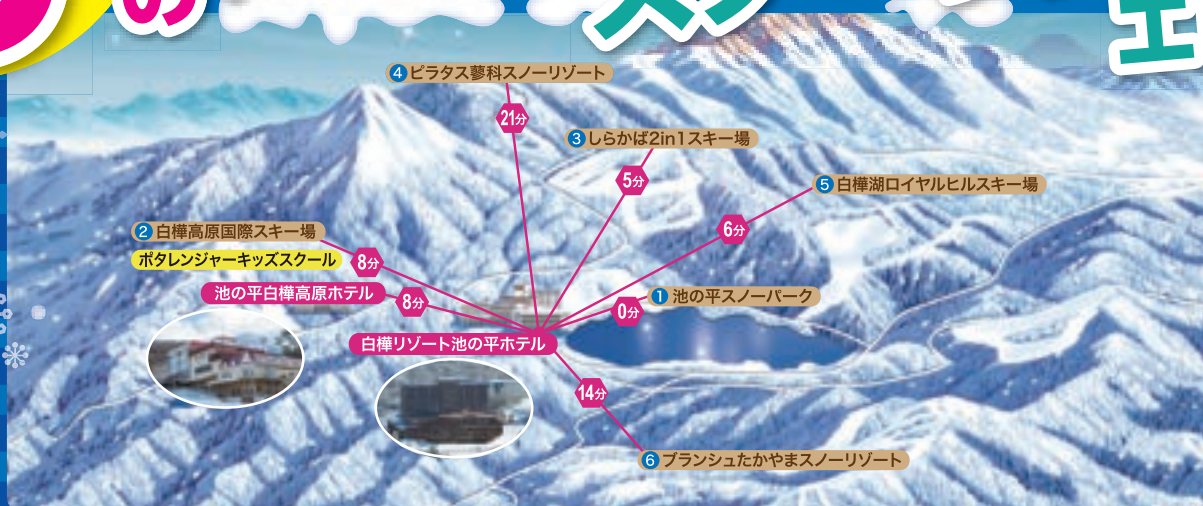 の
スク
エ
4 ピラタス蓼科スノーリゾート
21分
3 しらかば2in1スキー場
5分
5 白樺湖ロイヤルヒルスキー場
6分
2 白樺高原国際スキー場
ポタレンジャーキッズスクール
8分
池の平白樺高原ホテル
8分
1 池の平スノーパーク
0分
白樺リゾート池の平ホテル
14分
6 ブランシュたかやまスノーリゾート